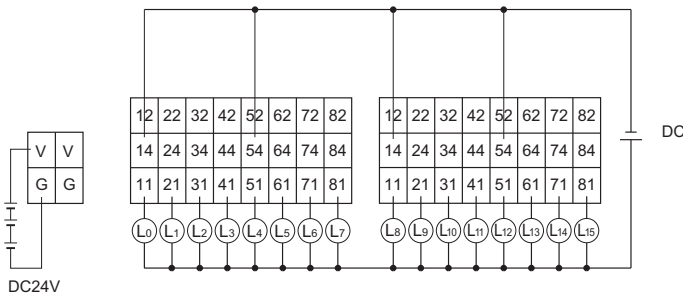 12 22 32 42 52 62 72 82 12 22 32 42 52 62 72 82
DC
V V 14 24 34 44 54 64 74 84 14 24 34 44 54 64 74 84
G G 11 21 31 41 51 61 71 81 11 21 31 41 51 61 71 81
L0 L1 L2 L3 L4 L5 L6 L7 L8 L9 L10 L11 L12 L13 L14 L15
DC24V